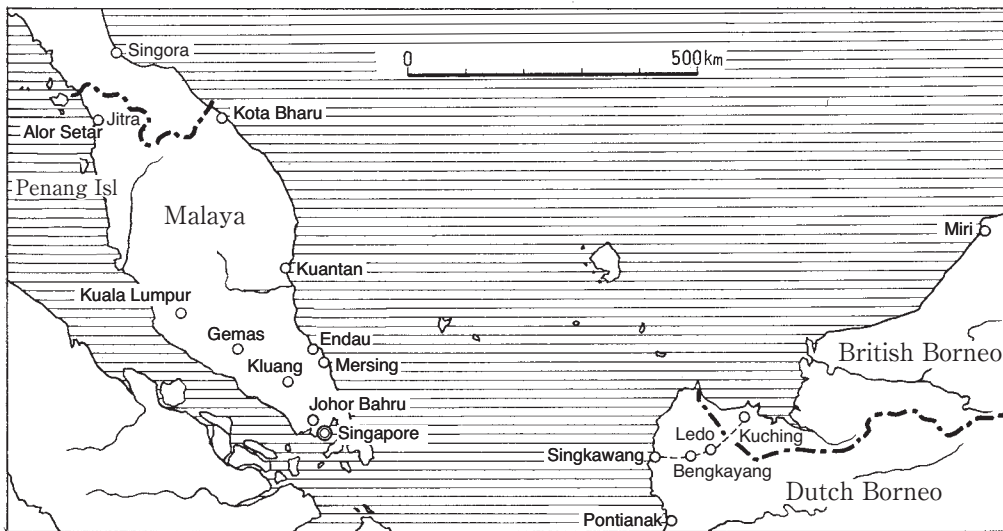 Singora
0 500km
Kota Bharu
Jitra
Alor Setar
Penang Isl
Malaya
Miri
Kuantan
Kuala Lumpur
Gemas
Endau
Mersing
Kluang
British Borneo
Johor Bahru
Singapore
Ledo
Kuching
Singkawang
Bengkayang
Dutch Borneo
Pontianak